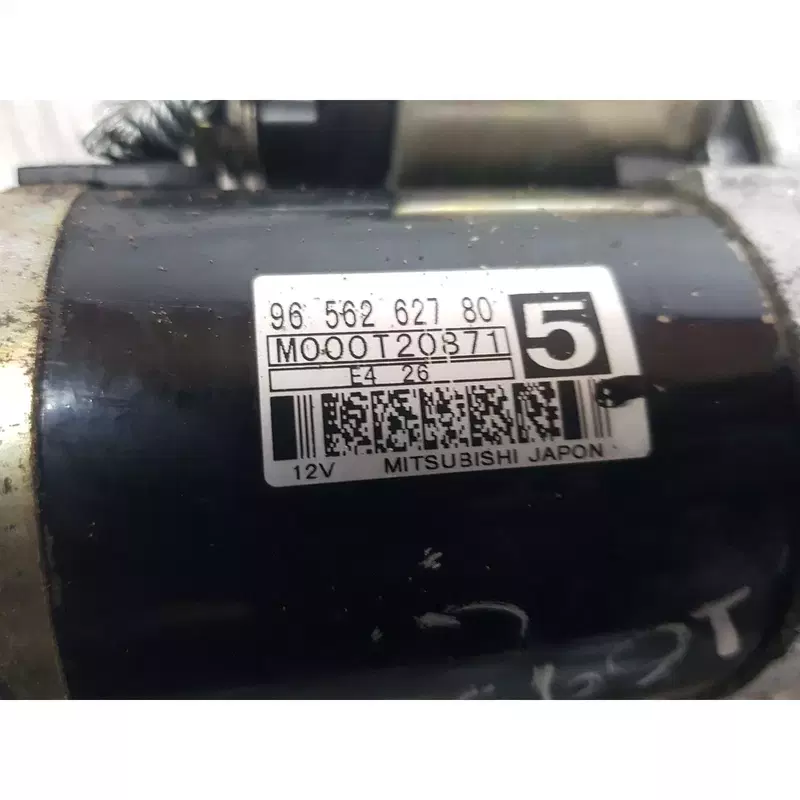 96 562 627 80
5
M000T20871
E4 26
12V MITSUBISHI JAPON